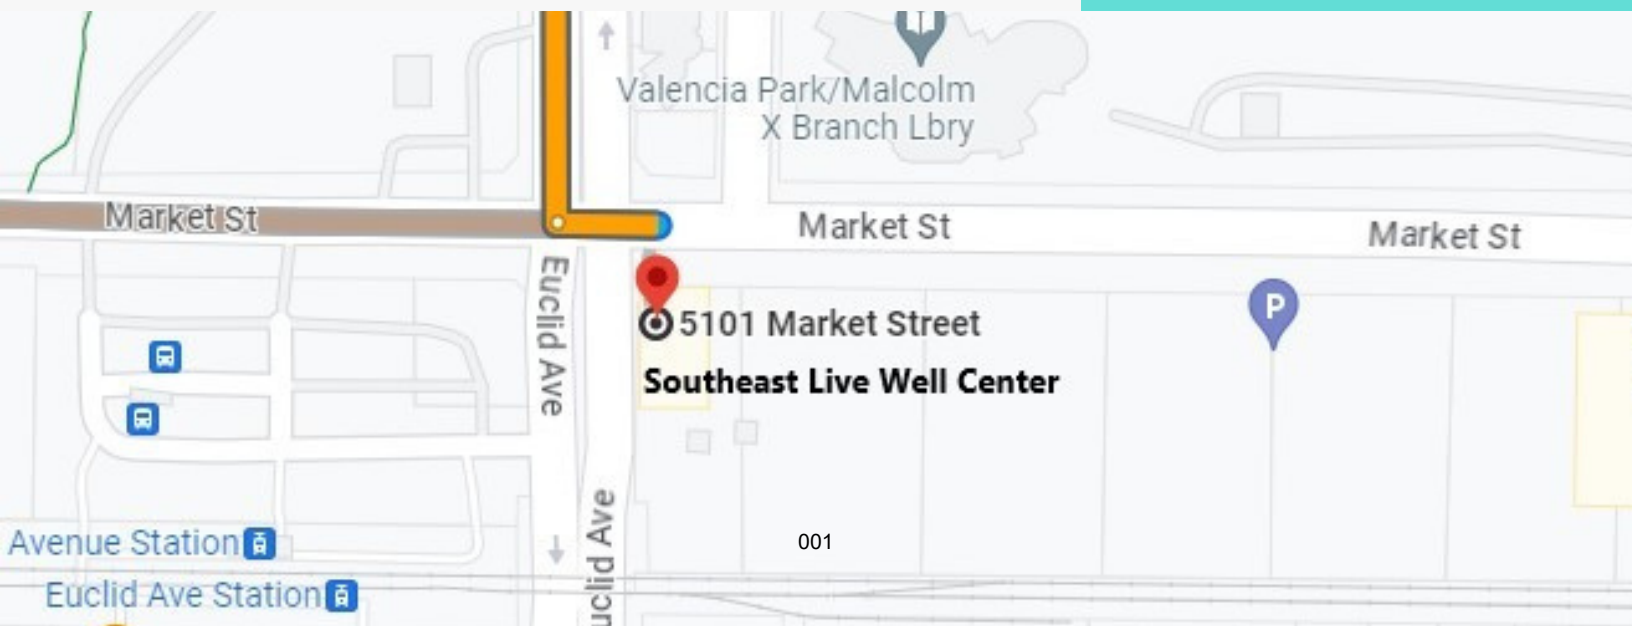 Valencia Park/Malcolm
X Branch Lbry
Market St
Market St
Market St
P
Euclid Ave
5101 Market Street
Southeast Live Well Center
uclid Ave
001
Avenue Station
Euclid Ave Station